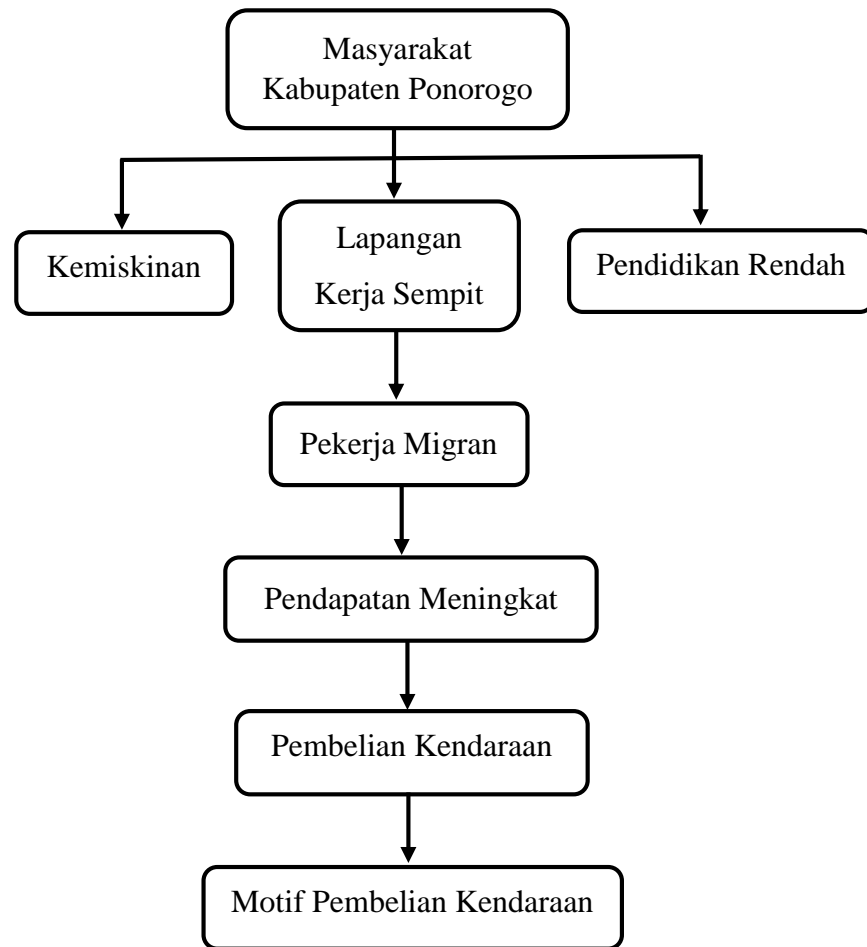 Masyarakat
Kabupaten Ponorogo
Kemiskinan
Lapangan
Kerja Sempit
Pendidikan Rendah
Pekerja Migran
Pendapatan Meningkat
Pembelian Kendaraan
Motif Pembelian Kendaraan